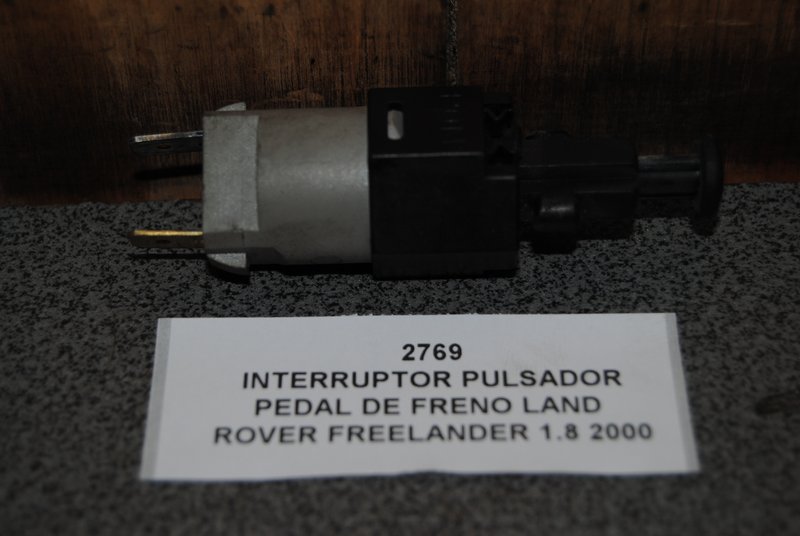 2769
INTERRUPTOR PULSADOR
PEDAL DE FRENO LAND
ROVER FREELANDER 1.8 2000